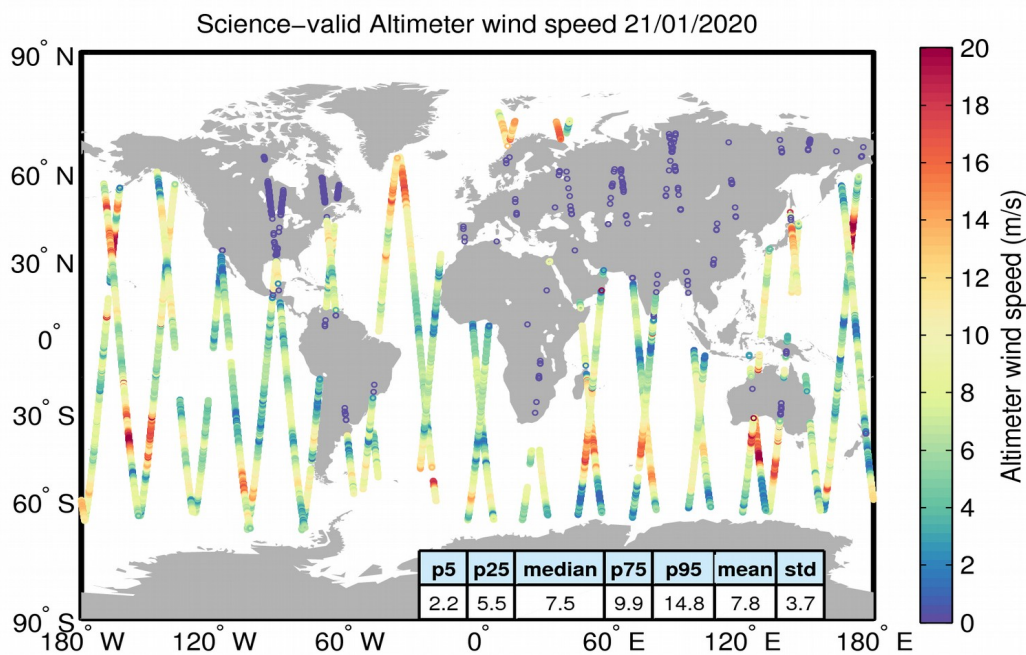 Science−valid Altimeter wind speed 21/01/2020
90° N
60° N
30° N
0°
30° S
60° S
90° S
180° W
120° W
60° W
0°
60° E
120° E
180° E
p5 p25 median p75 p95 mean std
2.2 5.5 7.5 9.9 14.8 7.8 3.7
20
18
16
14
12
10
8
6
4
2
0
Altimeter wind speed (m/s)